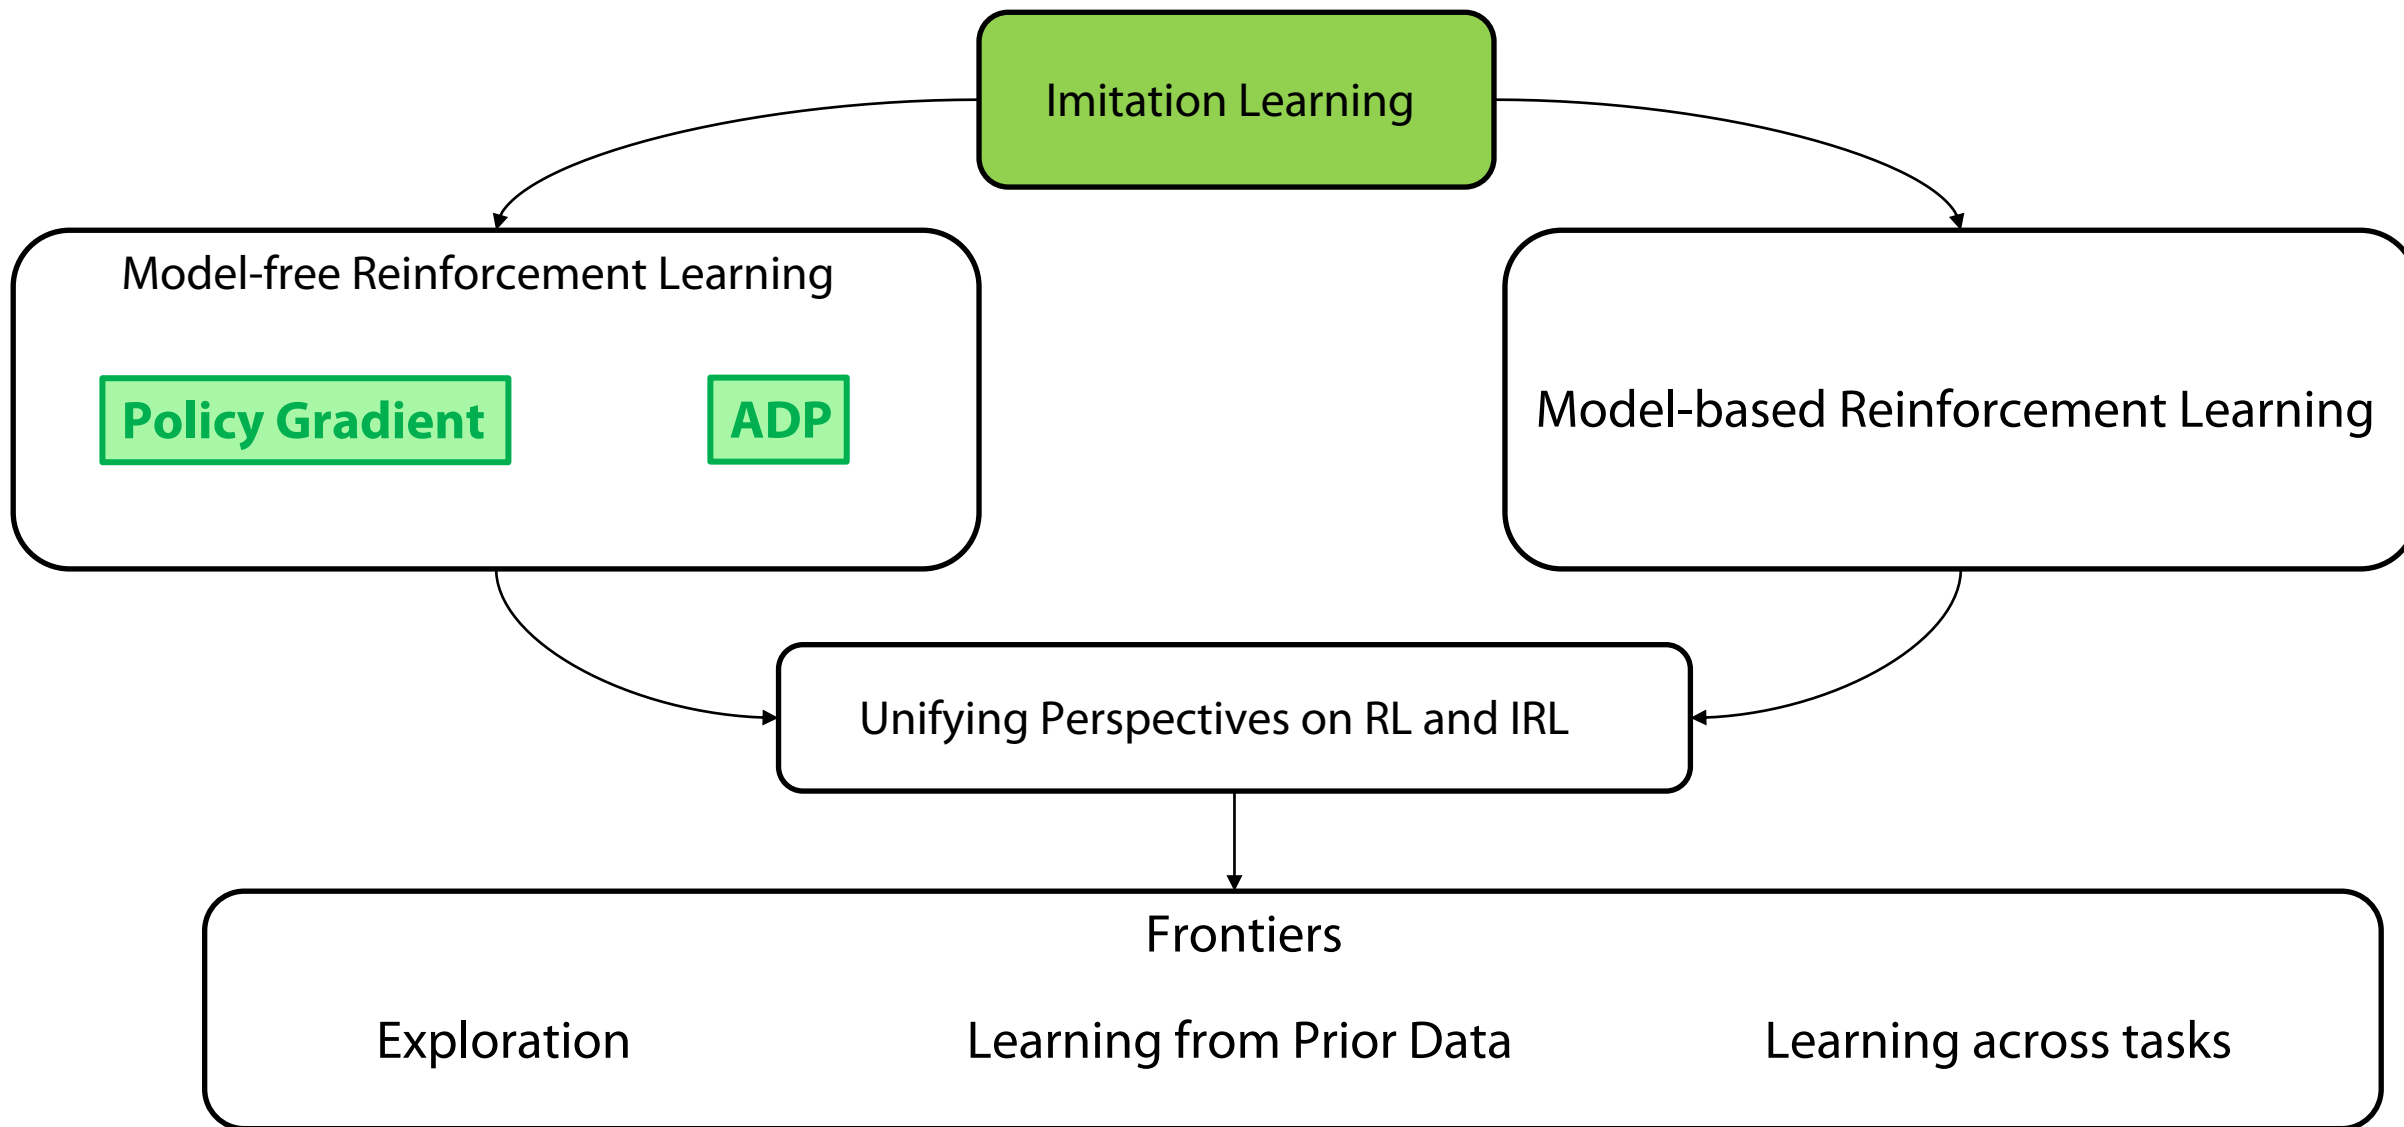 Imitation Learning
Model-free Reinforcement Learning
Policy Gradient
ADP
Model-based Reinforcement Learning
Unifying Perspectives on RL and IRL
Frontiers
Exploration
Learning from Prior Data
Learning across tasks